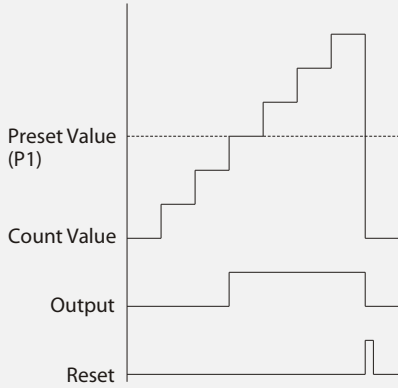 Preset Value
(P1)
Count Value
Output
Reset